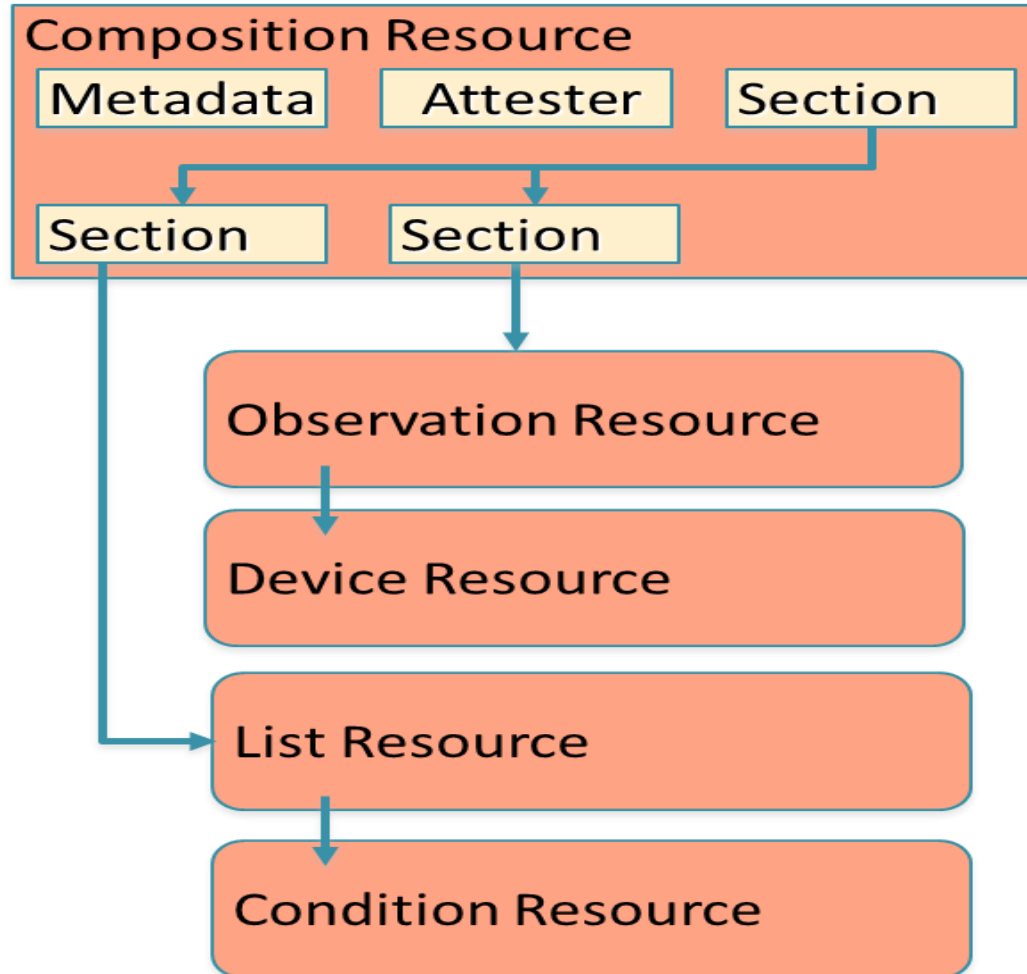 Composition Resource
Metadata Attester Section
Section Section
Observation Resource
Device Resource
List Resource
Condition Resource